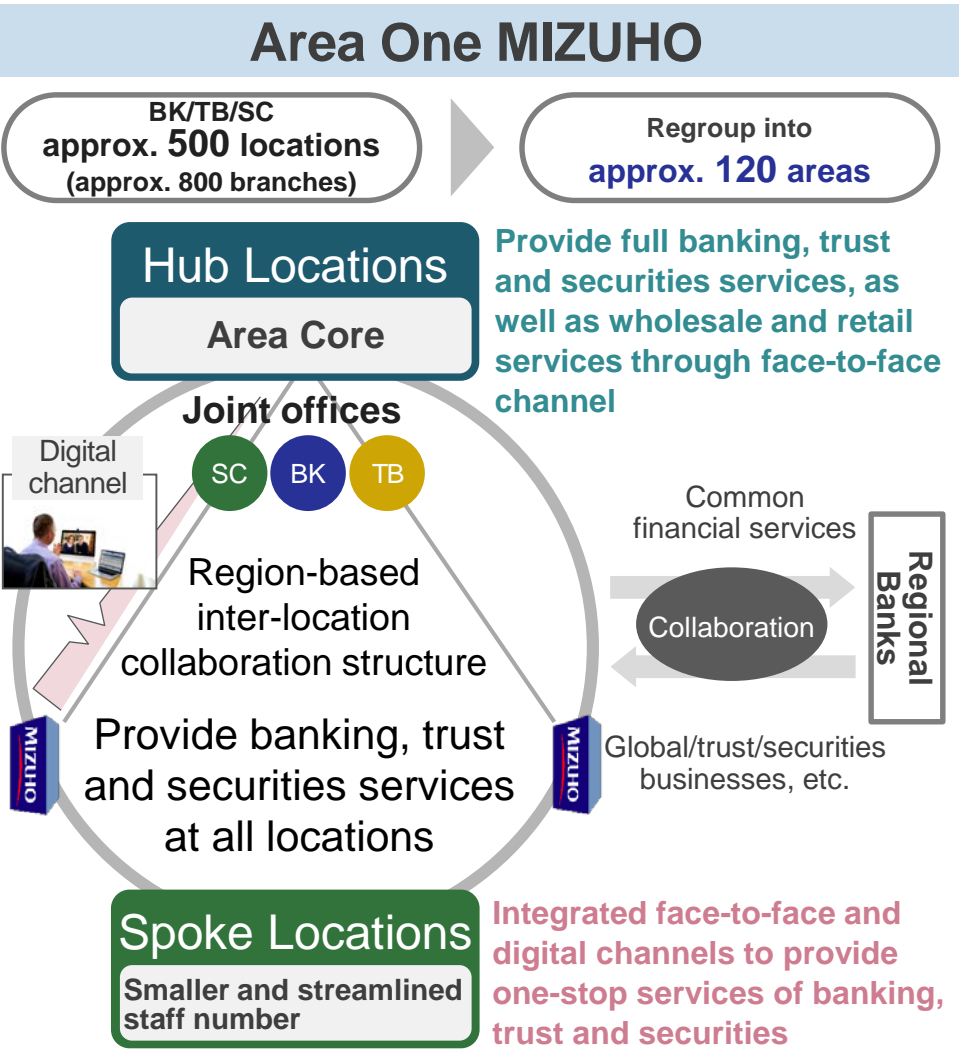 Area One MIZUHO
BK/TB/SC
approx. 500 locations
(approx. 800 branches)
Regroup into
approx. 120 areas
Hub Locations
Area Core
Provide full banking, trust
and securities services, as
well as wholesale and retail
services through face-to-face
channel
Joint offices
SC
BK
TB
Digital
channel
Region-based
inter-location
collaboration structure
Provide banking, trust
and securities services
at all locations
MIZUHO
MIZUHO
Common
financial services
Collaboration
Regional
Banks
Global/trust/securities
businesses, etc.
Spoke Locations
Smaller and streamlined
staff number
Integrated face-to-face and
digital channels to provide
one-stop services of banking,
trust and securities